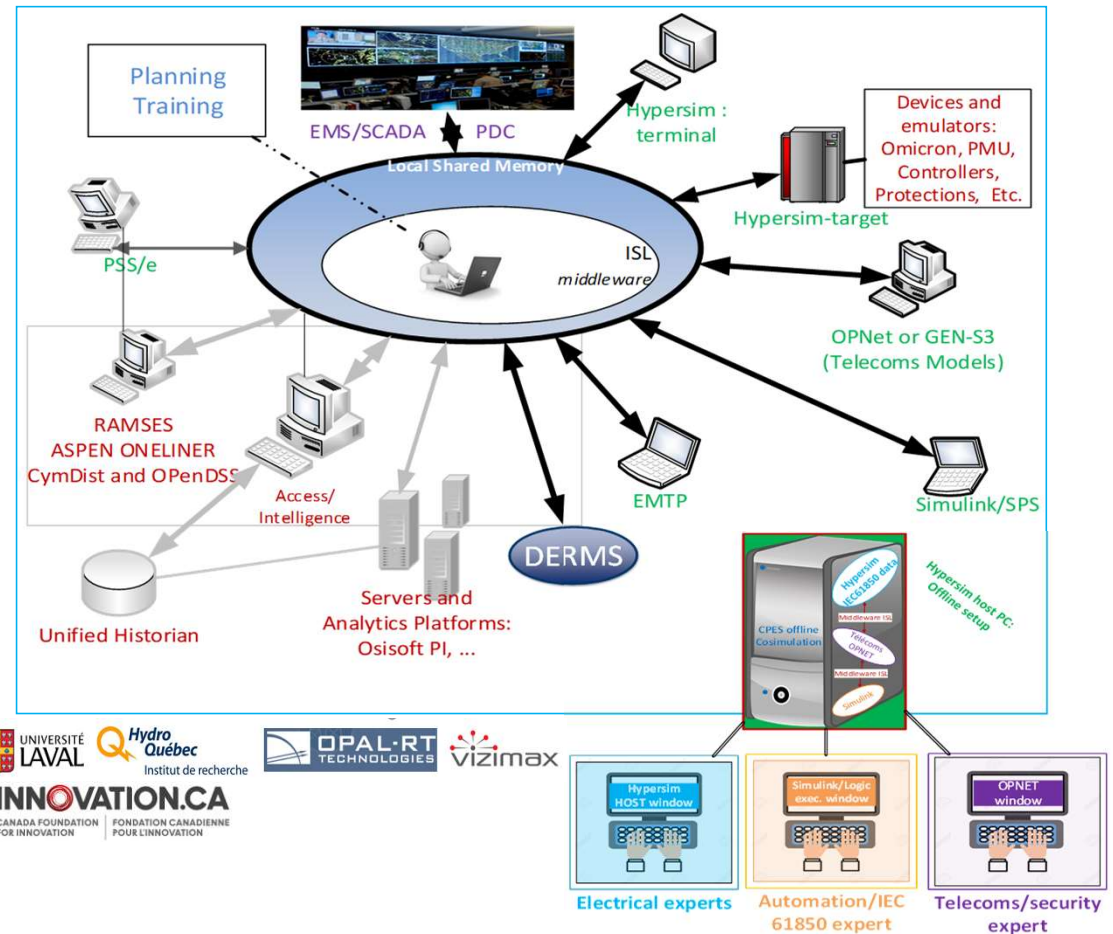 Planning
Training
EMS/SCADA
PDC
Hypersim :
terminal
Devices and
emulators:
Omicron, PMU,
Controllers,
Protections, Etc.
Local Shared Memory
Hypersim-target
PSS/e
ISL
middleware
OPNet or GEN-S3
(Telecoms Models)
RAMSES
ASPEN ONELINER
CymDist and OPenDSS
Access/
Intelligence
EMTP
Simulink/SPS
DERMS
Unified Historian
Servers and
Analytics Platforms:
Osisoft PI, ...
Hypersim host PC:
Offline setup
CPES offline
Cosimulation
Hypersim
IEC61850 data
Middleware ISL
Télécoms
OPNET
Middleware ISL
Simulink
UNIVERSITÉ
LAVAL
Hydro
Québec
Institut de recherche
OPAL-RT
TECHNOLOGIES
vizimax
INNOVATION.CA
CANADA FOUNDATION
FOR INNOVATION
FONDATION CANADIENNE
POUR L'INNOVATION
Hypersim
HOST window
Simulink/Logic
exec. window
OPNET
window
Electrical experts
Automation/IEC
61850 expert
Telecoms/security
expert